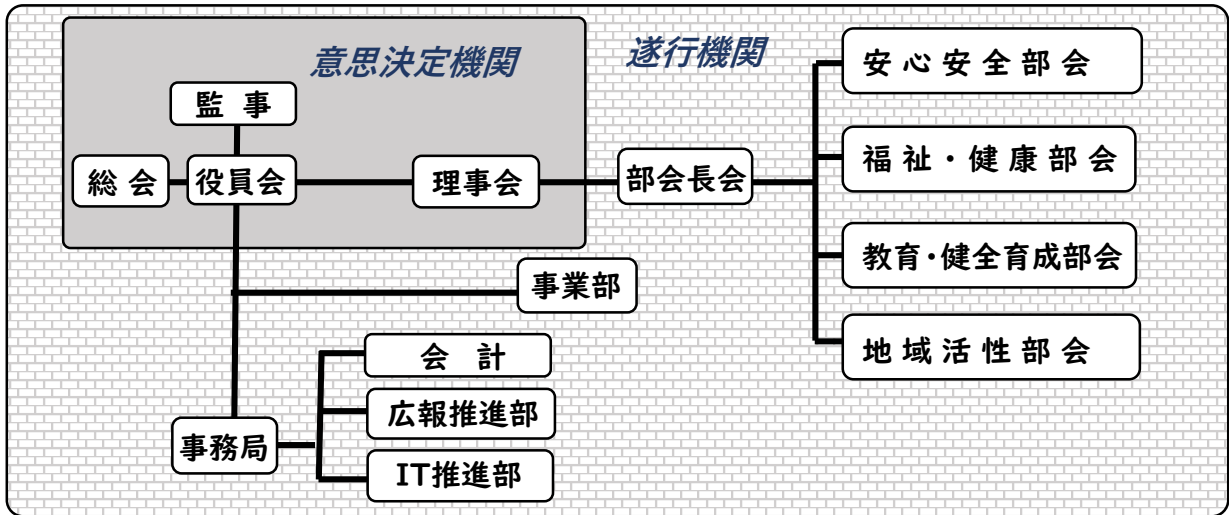 意思決定機関
遂行機関
監 事
総 会
役員会
理事会
部会長会
安 心 安 全 部 会
福 祉 ・ 健 康 部 会
教育・健全育成部会
地 域 活 性 部 会
事業部
事務局
会 計
広報推進部
IT推進部